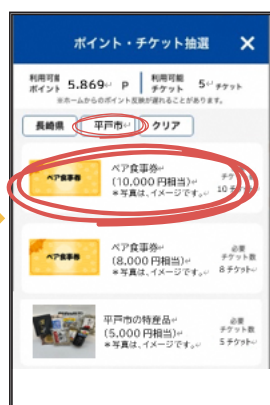 ポイント・チケット抽選 ×
利用可能 ポイント 5.869 P 利用可能 チケット 5 チケット
※ホームからのポイント反映が遅れることがあります。
長崎県 平戸市 クリア
ペア食事券
ペア食事券
(10,000円相当)
*写真は、イメージです。
10 チケット
ペア食事券
ペア食事券
(8,000円相当)
*写真は、イメージです。
必要
チケット数
8 チケット
平戸市の特産品
(5,000円相当)
*写真は、イメージです。
必要
チケット数
5 チケット